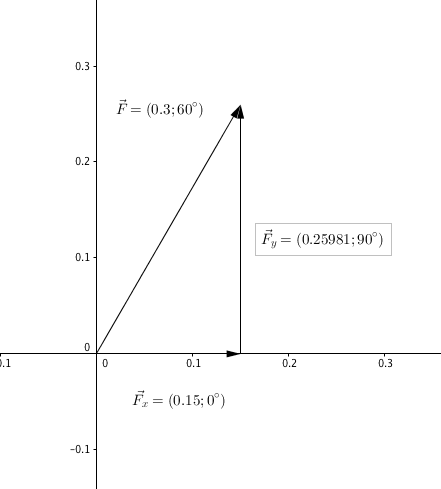 0.3
F⃗ = (0.3; 60°)
0.2
F⃗y = (0.25981; 90°)
0.1
0
0.1 0 0.1 0.2 0.3
F⃗x = (0.15; 0°)
−0.1